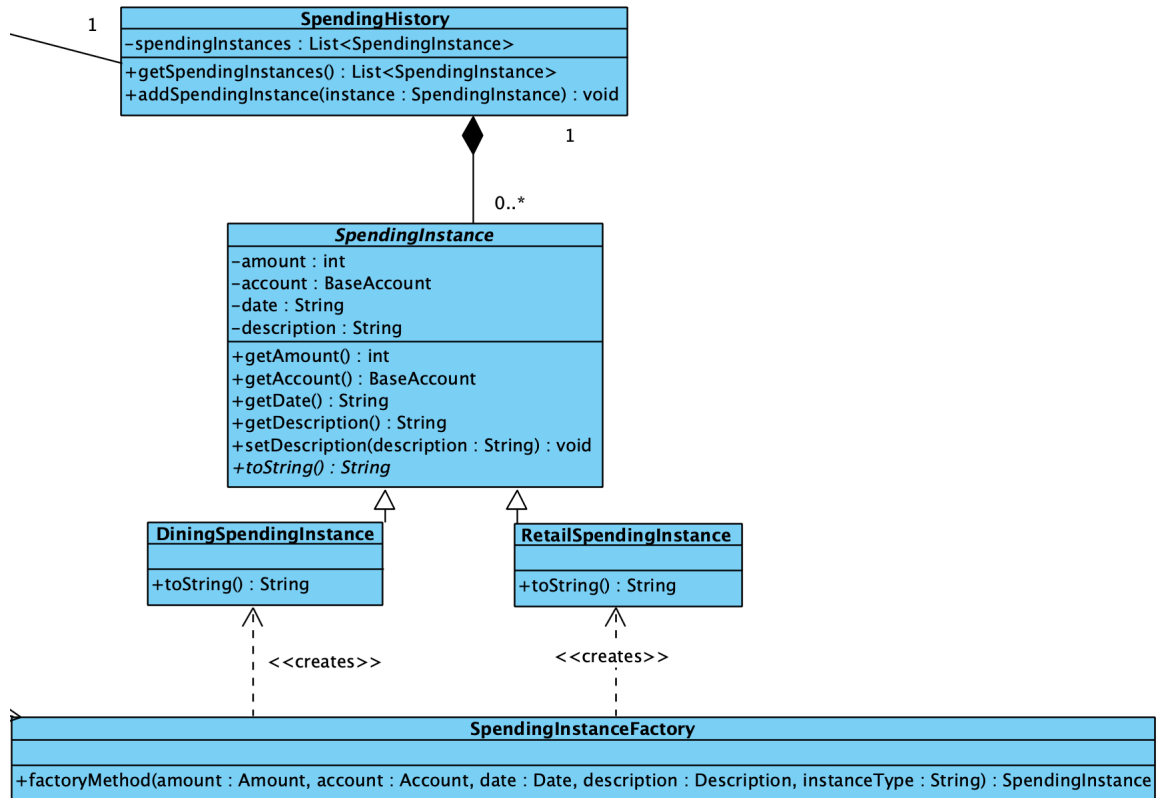 1
SpendingHistory
-spendingInstances : List<SpendingInstance>
+getSpendingInstances() : List<SpendingInstance>
+addSpendingInstance(instance : SpendingInstance) : void
1
0..*
SpendingInstance
-amount : int
-account : BaseAccount
-date : String
-description : String
+getAmount() : int
+getAccount() : BaseAccount
+getDate() : String
+getDescription() : String
+setDescription(description : String) : void
+toString() : String
DiningSpendingInstance
+toString() : String
RetailSpendingInstance
+toString() : String
<<creates>>
<<creates>>
SpendingInstanceFactory
+factoryMethod(amount : Amount, account : Account, date : Date, description : Description, instanceType : String) : SpendingInstance